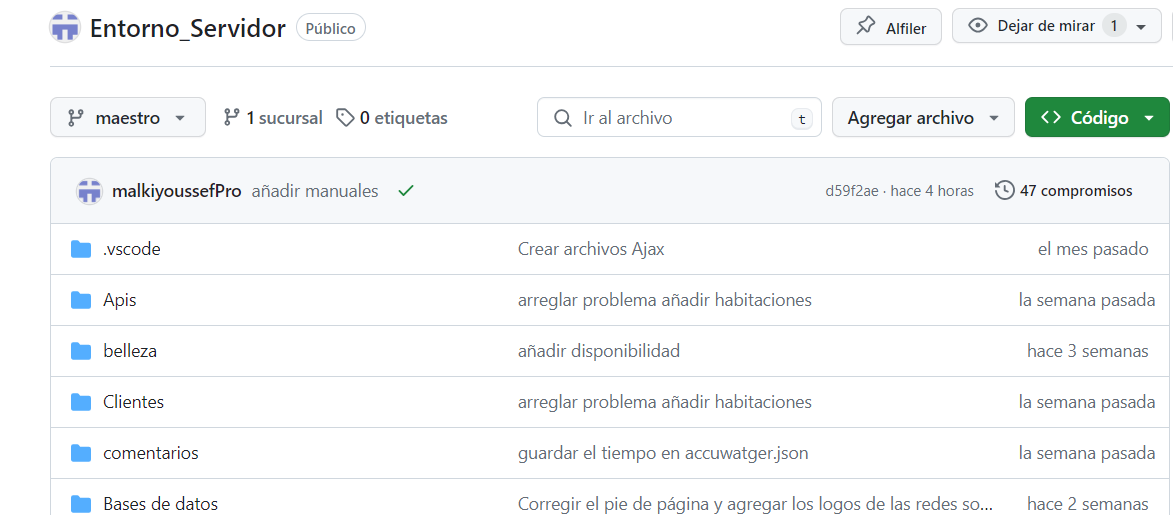 Entorno_Servidor Público Alfiler Dejar de mirar 1
maestro 1 sucursal 0 etiquetas Ir al archivo t Agregar archivo Código
malkiyoussefPro añadir manuales d59f2ae · hace 4 horas 47 compromisos
.vscode Crear archivos Ajax el mes pasado
Apis arreglar problema añadir habitaciones la semana pasada
belleza añadir disponibilidad hace 3 semanas
Clientes arreglar problema añadir habitaciones la semana pasada
comentarios guardar el tiempo en accuwatger.json la semana pasada
Bases de datos Corregir el pie de página y agregar los logos de las redes so... hace 2 semanas